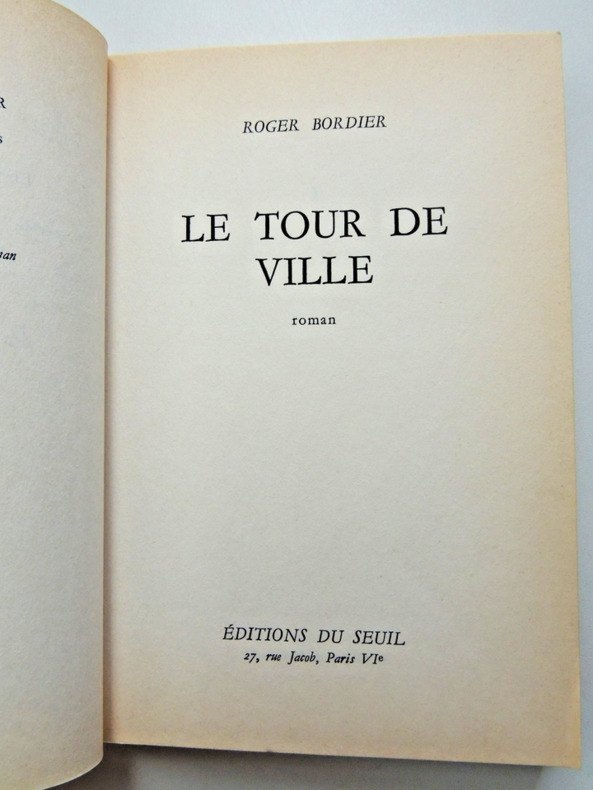 ROGER BORDIER
LE TOUR DE
VILLE
roman
ÉDITIONS DU SEUIL
27, rue Jacob, Paris VIe